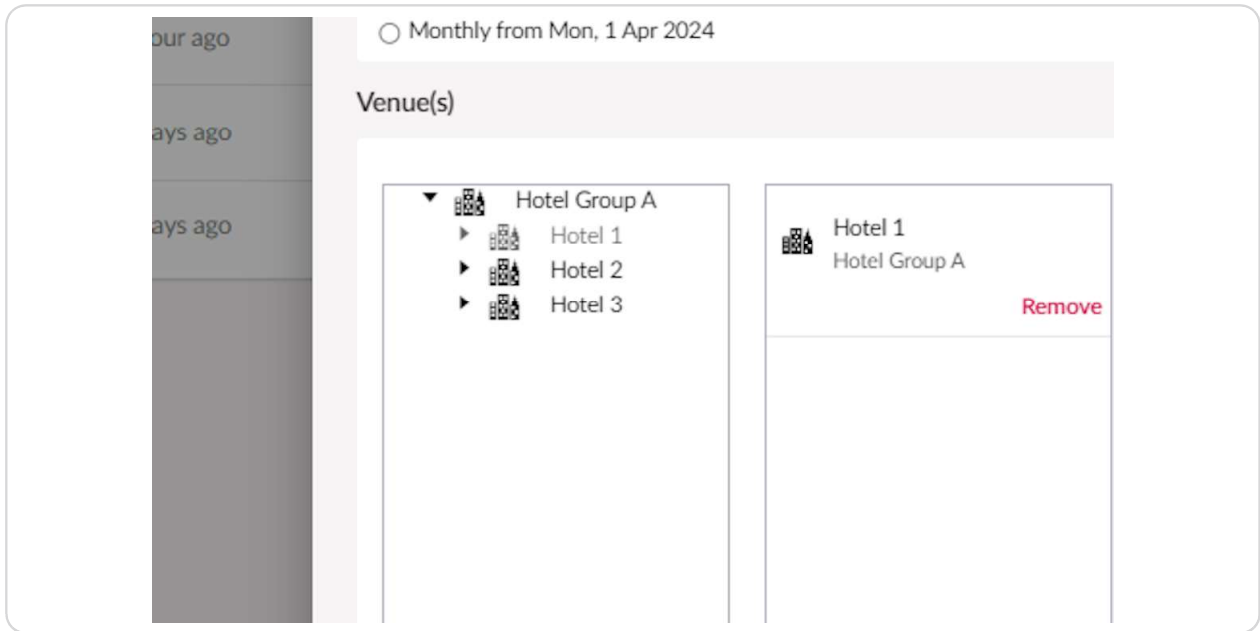 our ago
ays ago
ays ago
Monthly from Mon, 1 Apr 2024
Venue(s)
Hotel Group A
Hotel 1
Hotel 2
Hotel 3
Hotel 1
Hotel Group A
Remove